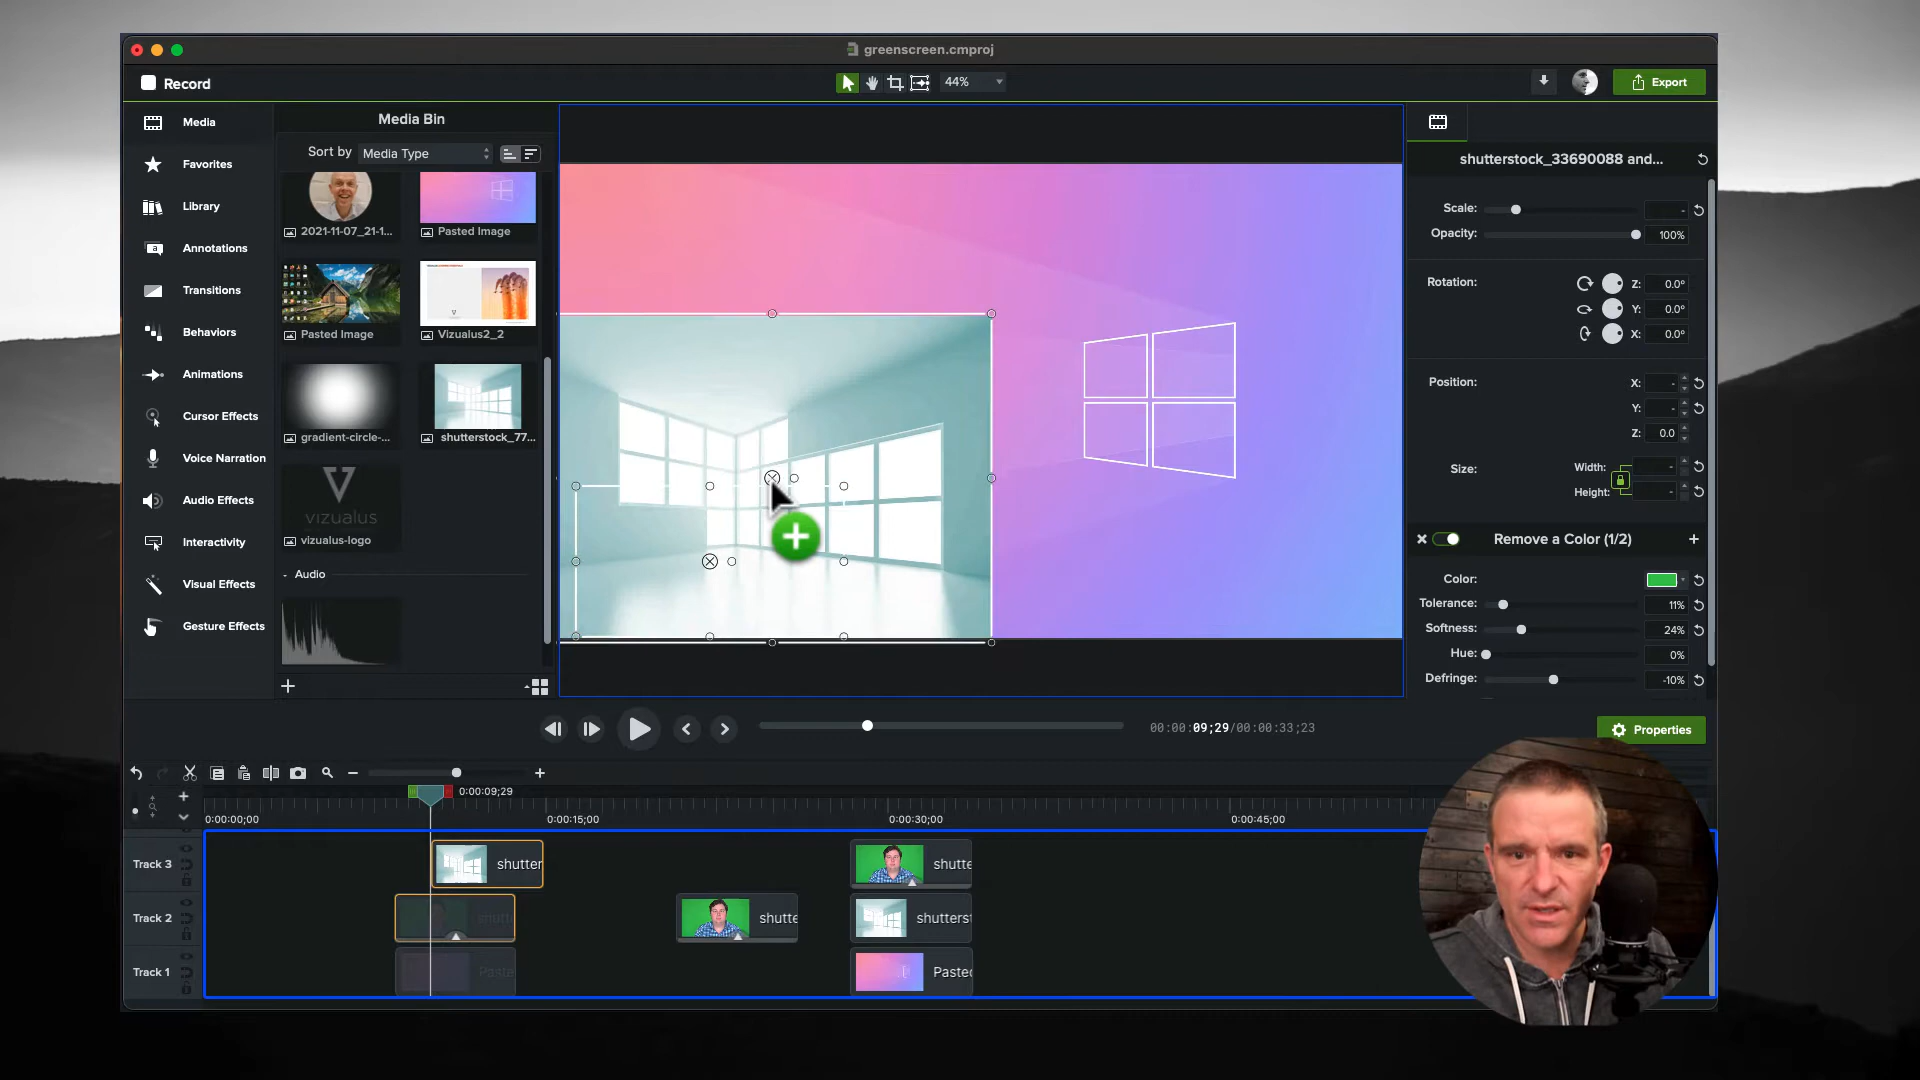 greenscreen.cmproj
Record
44%
Export
Media
Favorites
Library
Annotations
Transitions
Behaviors
Animations
Cursor Effects
Voice Narration
Audio Effects
Interactivity
Visual Effects
Gesture Effects
Media Bin
Sort by
Media Type
2021-11-07_21-1...
Pasted Image
Pasted Image
Vizualus2_2
gradient-circle-...
shutterstock_77...
vizualus
vizualus-logo
Audio
shutterstock_33690088 and...
Scale:
-
Opacity:
100%
Rotation:
Z:
0.0°
Y:
0.0°
X:
0.0°
Position:
X:
-
Y:
-
Z:
0.0
Size:
Width:
-
Height:
-
Remove a Color (1/2)
Color:
Tolerance:
11%
Softness:
24%
Hue:
0%
Defringe:
-10%
00:00:09;29/00:00:33;23
Properties
0:00:09;29
0:00:00;00
0:00:15;00
0:00:30;00
0:00:45;00
Track 3
shutter
shutte
Track 2
shutte
shutters
Track 1
Paste
Paste